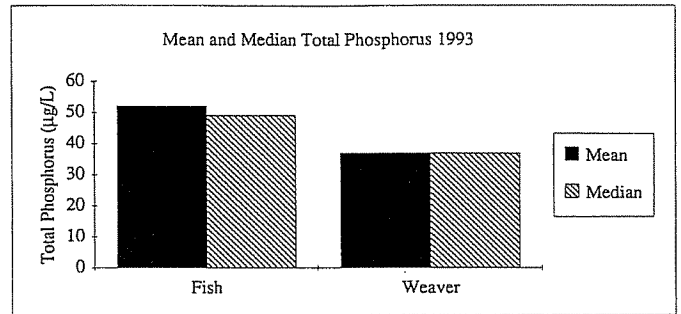 Mean and Median Total Phosphorus 1993
Total Phosphorus (µg/L)
60
50
40
30
20
10
0
Fish
Weaver
Mean
Median